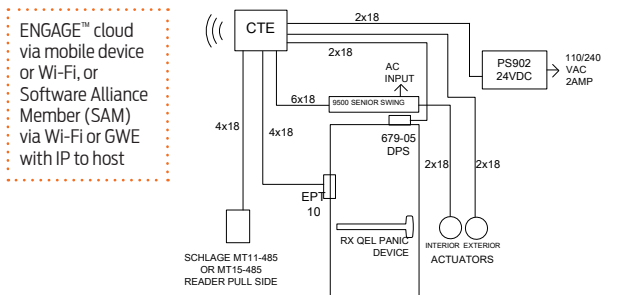 ENGAGE™ cloud
via mobile device
or Wi-Fi, or
Software Alliance
Member (SAM)
via Wi-Fi or GWE
with IP to host
CTE
2x18
2x18
PS902
24VDC
110/240
VAC
2AMP
AC
INPUT
6x18
9500 SENIOR SWING
4x18
4x18
679-05
DPS
2x18
2x18
EPT
10
RX QEL PANIC
DEVICE
INTERIOR
EXTERIOR
ACTUATORS
SCHLAGE MT11-485
OR MT15-485
READER PULL SIDE